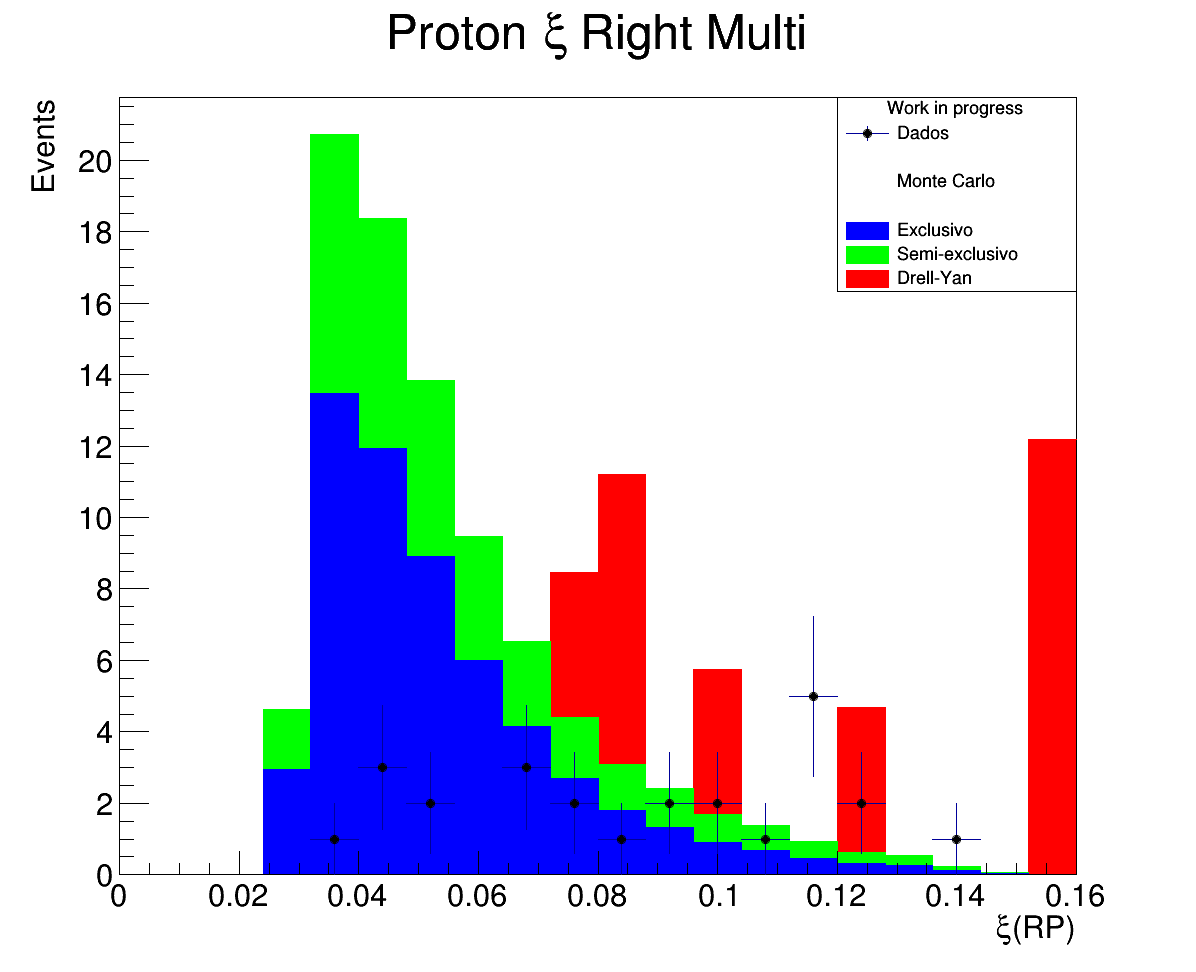 Proton ξ Right Multi
Events
Work in progress
Dados
Monte Carlo
Exclusivo
Semi-exclusivo
Drell-Yan
20
18
16
14
12
10
8
6
4
2
0
0 0.02 0.04 0.06 0.08 0.1 0.12 0.14 0.16
ξ(RP)